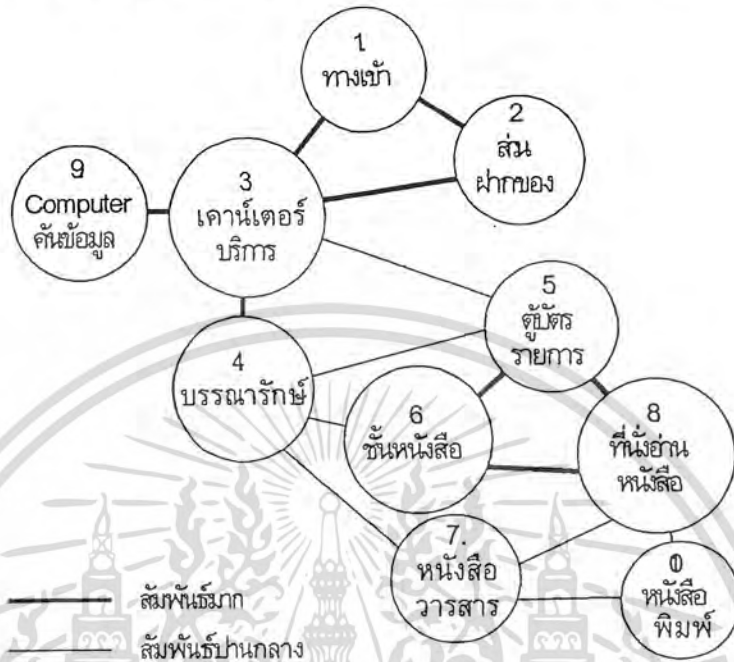 1
ทางเข้า
2
ส่วน
ฝากของ
9
Computer
ค้นข้อมูล
3
เคาน์เตอร์
บริการ
5
ตู้บัตร
รายการ
4
บรรณารักษ์
6
ชั้นหนังสือ
8
ที่นั่งอ่าน
หนังสือ
7.
หนังสือ
วารสาร
0
หนังสือ
พิมพ์
สัมพันธ์มาก
สัมพันธ์ปานกลาง